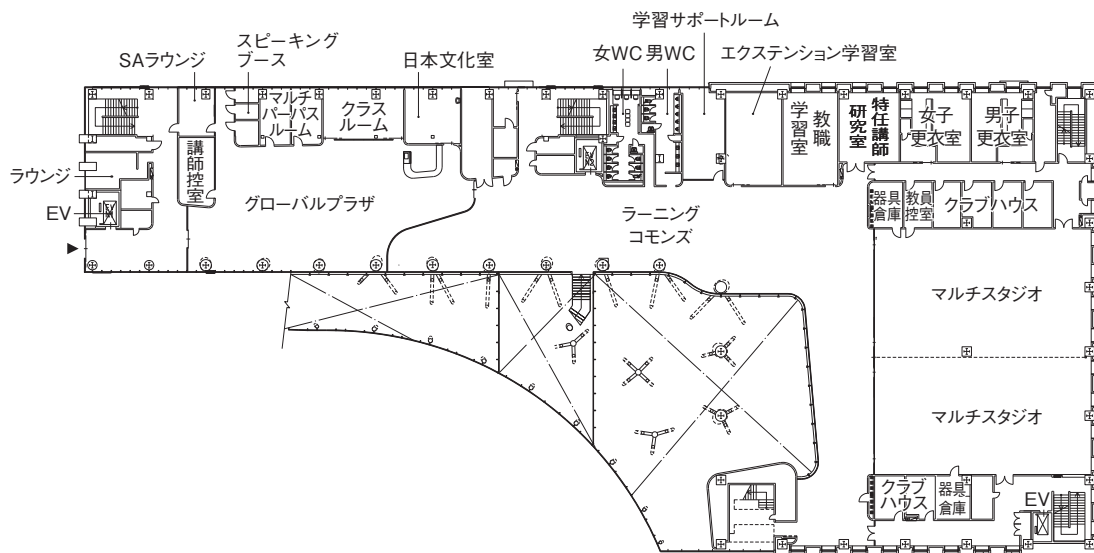 学習サポートルーム
スピーキング
ブース
SAラウンジ
日本文化室
女WC
男WC
エクステンション学習室
マルチ
パーパス
ルーム
クラス
ルーム
学習室
教職
特任講師
研究室
女子
更衣室
男子
更衣室
講師控室
ラウンジ
EV
グローバルプラザ
ラーニング
コモンズ
器具
倉庫
教員
控室
クラブハウス
マルチスタジオ
マルチスタジオ
クラブ
ハウス
器具
倉庫
EV